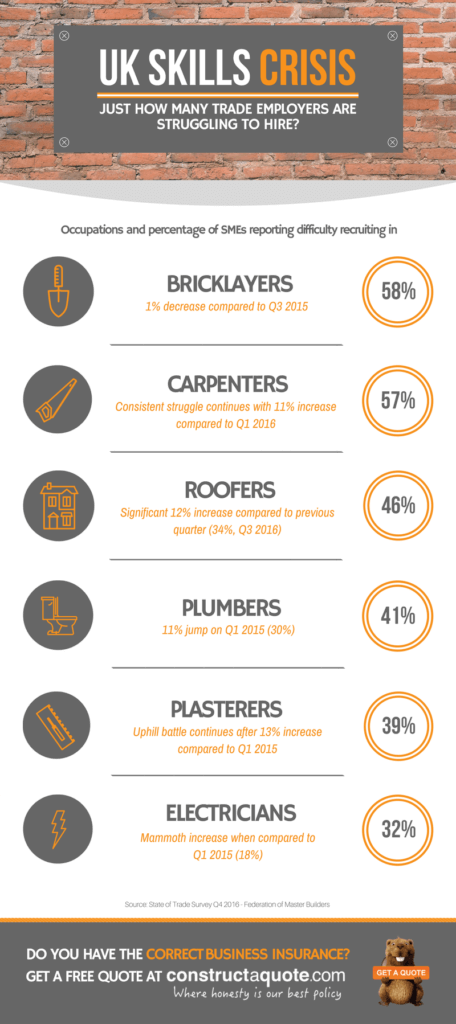 UK SKILLS CRISIS
JUST HOW MANY TRADE EMPLOYERS ARE
STRUGGLING TO HIRE?
Occupations and percentage of SMEs reporting difficulty recruiting in
BRICKLAYERS
1% decrease compared to Q3 2015
58%
CARPENTERS
Consistent struggle continues with 11% increase
compared to Q1 2016
57%
ROOFERS
Significant 12% increase compared to previous
quarter (34%, Q3 2016)
46%
PLUMBERS
11% jump on Q1 2015 (30%)
41%
PLASTERERS
Uphill battle continues after 13% increase
compared to Q1 2015
39%
ELECTRICIANS
Mammoth increase when compared to
Q1 2015 (18%)
32%
Source: State of Trade Survey Q4 2016 - Federation of Master Builders
DO YOU HAVE THE CORRECT BUSINESS INSURANCE?
GET A FREE QUOTE AT constructaquote.com
Where honesty is our best policy
GET A QUOTE